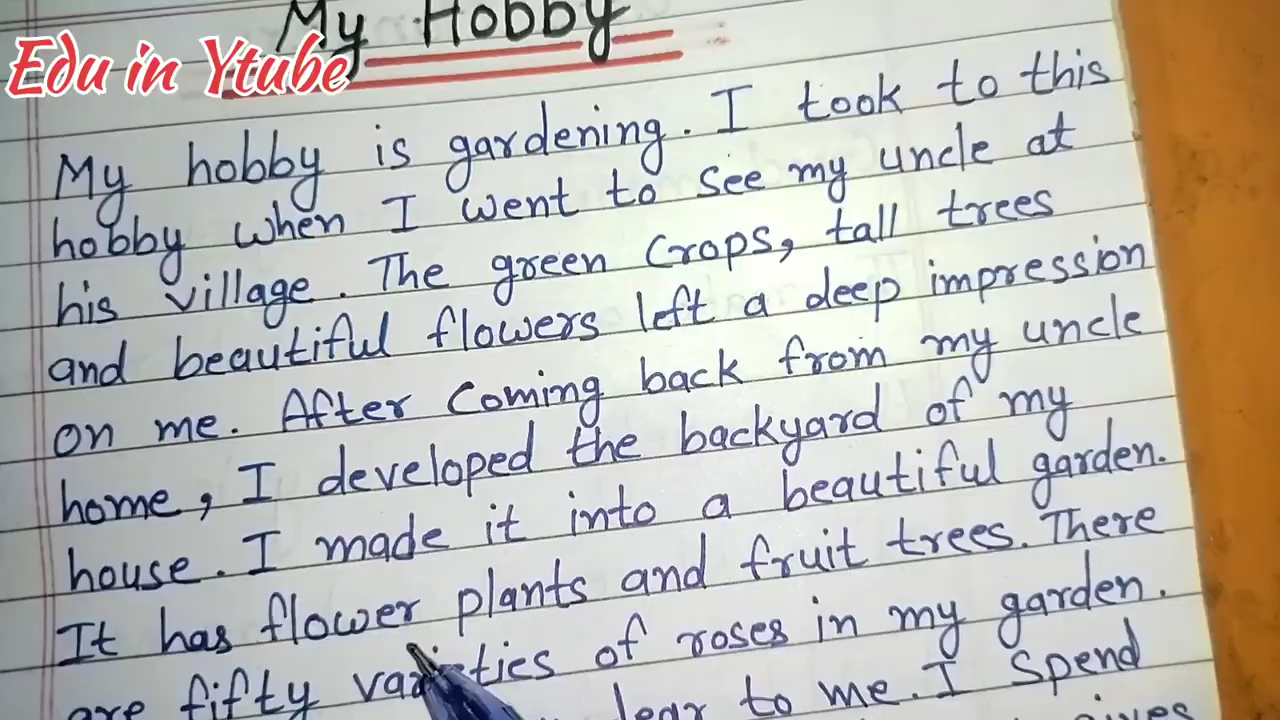 My Hobby
Edu in Ytube
My hobby is gardening. I took to this
hobby when I went to see my uncle at
his village. The green crops, tall trees
and beautiful flowers left a deep impression
on me. After coming back from my uncle
home, I developed the backyard of my
house. I made it into a beautiful garden.
It has flower plants and fruit trees. There
are fifty varieties of roses in my garden.
to me. I spend